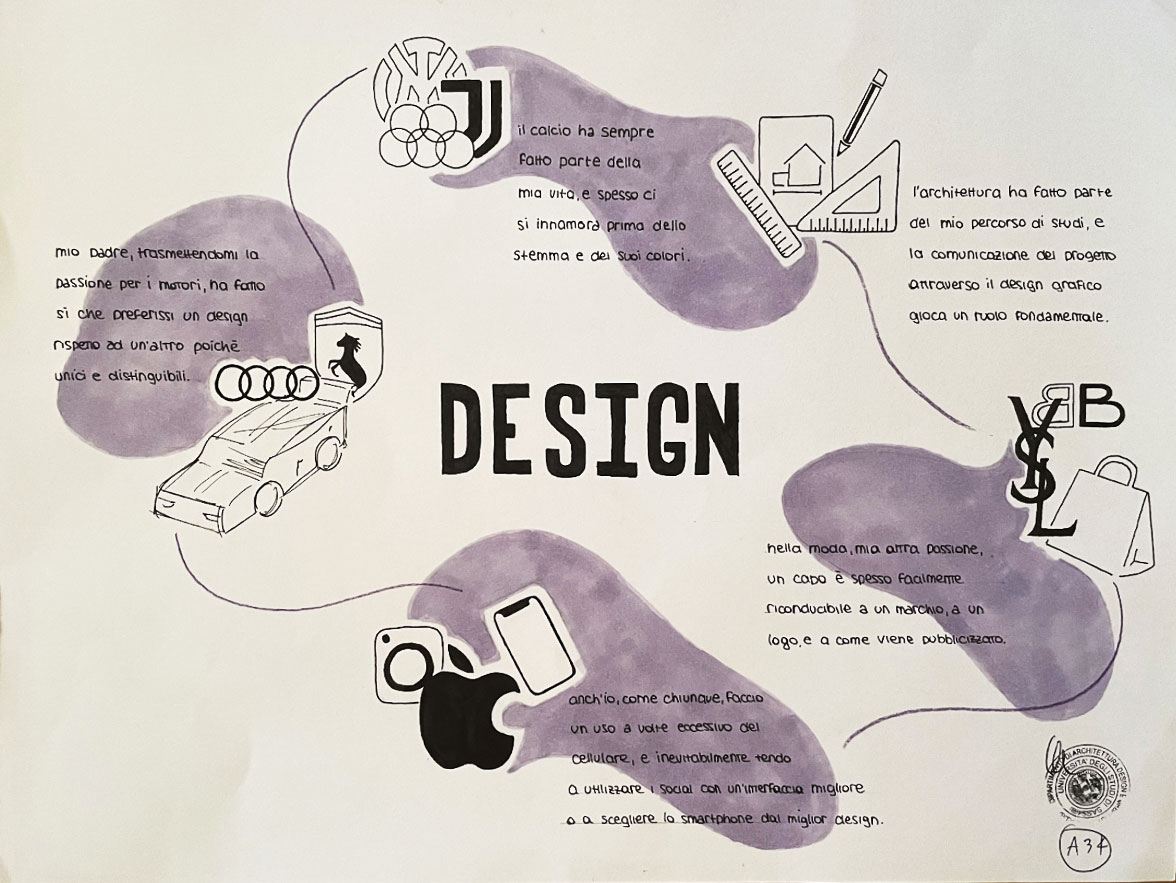 il calcio ha sempre
fatto parte della
mia vita, e spesso ci
si innamora prima dello
stemma e dei suoi colori.
l'architettura ha fatto parte
del mio percorso di studi, e
la comunicazione del progetto
attraverso il design grafico
gioca un ruolo fondamentale.
mio padre, trasmettendomi la
passione per i motori, ha fatto
sì che preferissi un design
rispetto ad un'altro poichè
unici e distinguibili.
DESIGN
B B
YSL
nella moda, mia altra passione,
un capo è spesso facilmente
riconducibile a un marchio, a un
logo, e a come viene pubblicizzato.
anch'io, come chiunque, faccio
un uso a volte eccessivo del
cellulare, e inevitabilmente tendo
a utilizzare i social con un'interfaccia migliore
o a scegliere lo smartphone dal miglior design.
DIPARTIMENTO DI ARCHITETTURA, DESIGN E
UNIVERSITA' DEGLI STUDI DI SASSARI
A34